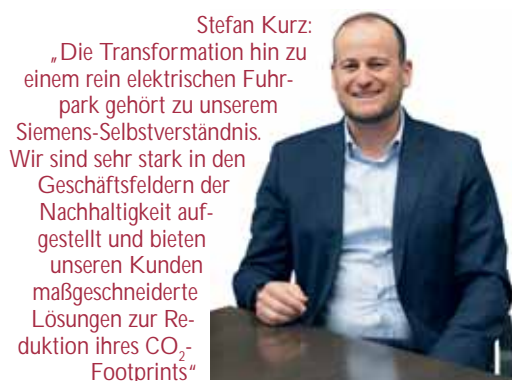 Stefan Kurz:
„Die Transformation hin zu
einem rein elektrischen Fuhr-
park gehört zu unserem
Siemens-Selbstverständnis.
Wir sind sehr stark in den
Geschäftsfeldern der
Nachhaltigkeit auf-
gestellt und bieten
unseren Kunden
maßgeschneiderte
Lösungen zur Re-
duktion ihres CO₂-
Footprints“